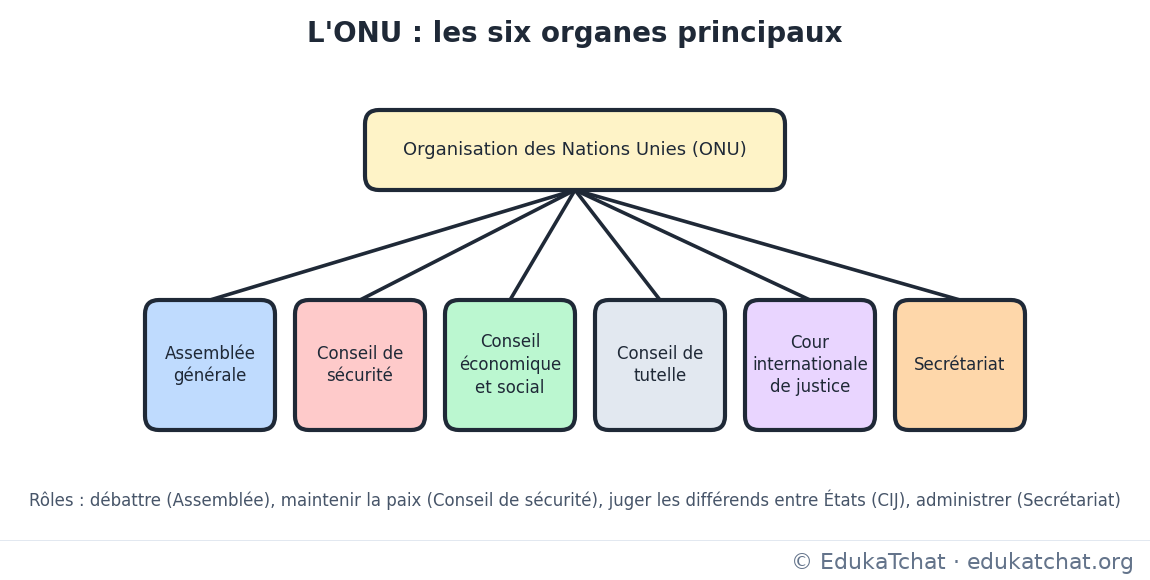 L'ONU : les six organes principaux
Organisation des Nations Unies (ONU)
Assemblée
générale
Conseil de
sécurité
Conseil
économique
et social
Conseil de
tutelle
Cour
internationale
de justice
Secrétariat
Rôles : débattre (Assemblée), maintenir la paix (Conseil de sécurité), juger les différends entre États (CIJ), administrer (Secrétariat)
© EdukaTchat · edukatchat.org